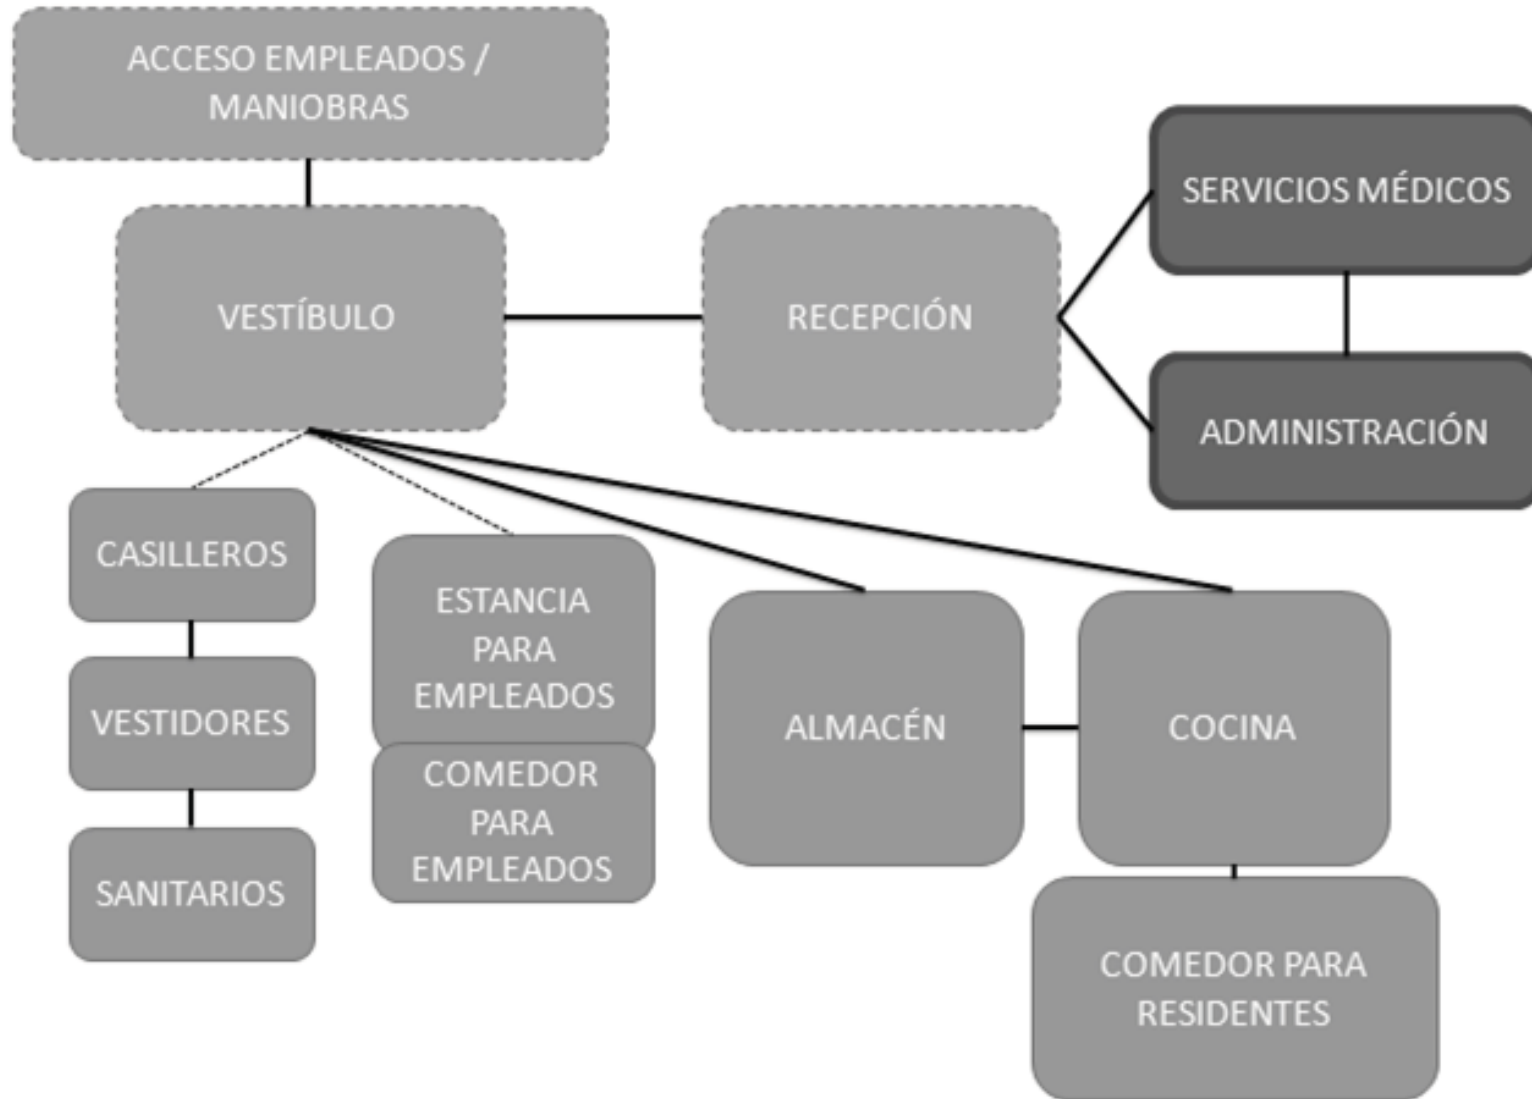 ACCESO EMPLEADOS /
MANIOBRAS
SERVICIOS MÉDICOS
VESTÍBULO
RECEPCIÓN
ADMINISTRACIÓN
CASILLEROS
ESTANCIA
PARA
EMPLEADOS
VESTIDORES
ALMACÉN
COCINA
COMEDOR
PARA
EMPLEADOS
SANITARIOS
COMEDOR PARA
RESIDENTES